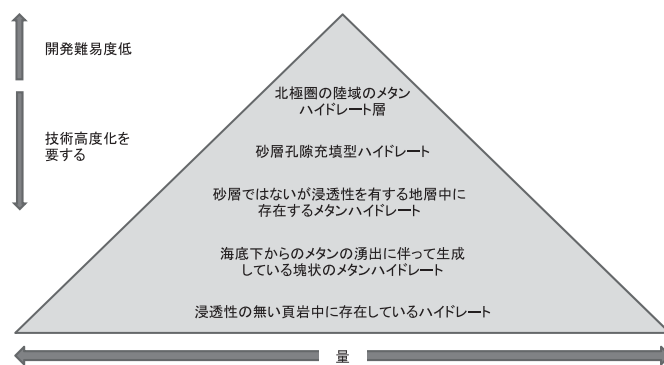 開発難易度低
技術高度化を
要する
北極圏の陸域のメタン
ハイドレート層
砂層孔隙充填型ハイドレート
砂層ではないが浸透性を有する地層中に
存在するメタンハイドレート
海底下からのメタンの湧出に伴って生成
している塊状のメタンハイドレート
浸透性の無い頁岩中に存在しているハイドレート
量